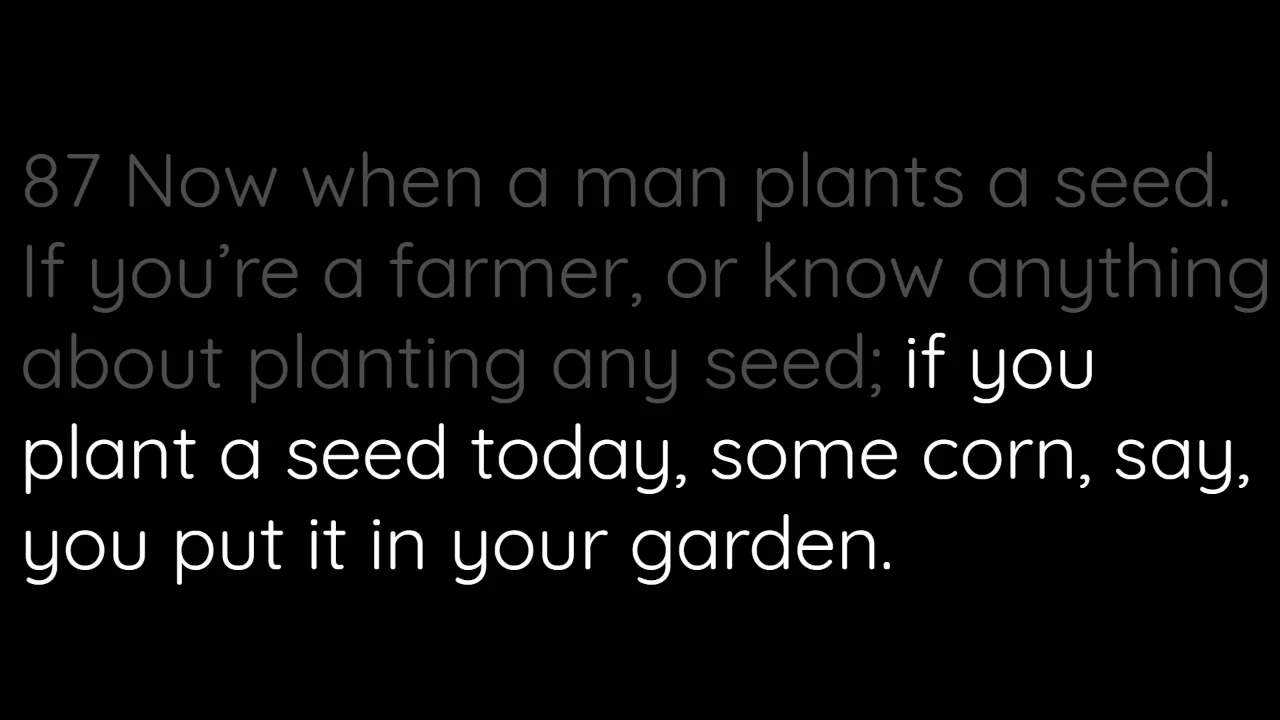 87 Now when a man plants a seed.
If you’re a farmer, or know anything
about planting any seed; if you
plant a seed today, some corn, say,
you put it in your garden.